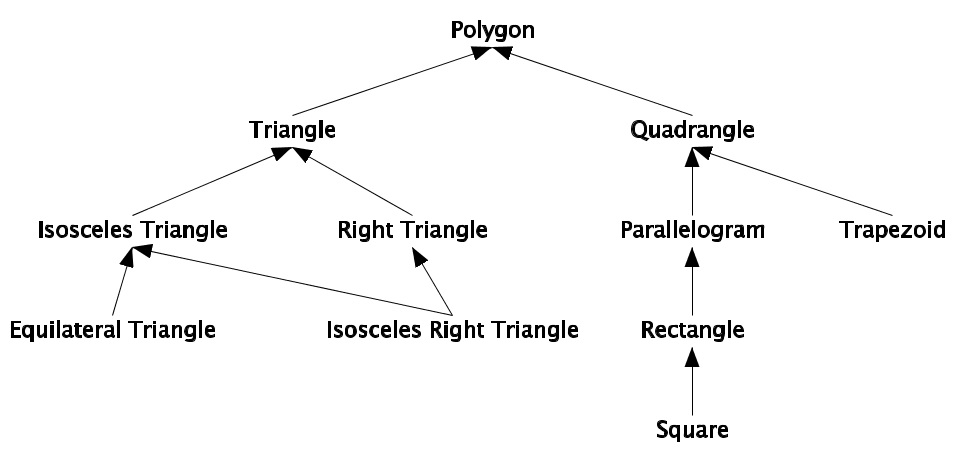 Polygon
Triangle
Quadrangle
Isosceles Triangle
Right Triangle
Parallelogram
Trapezoid
Equilateral Triangle
Isosceles Right Triangle
Rectangle
Square